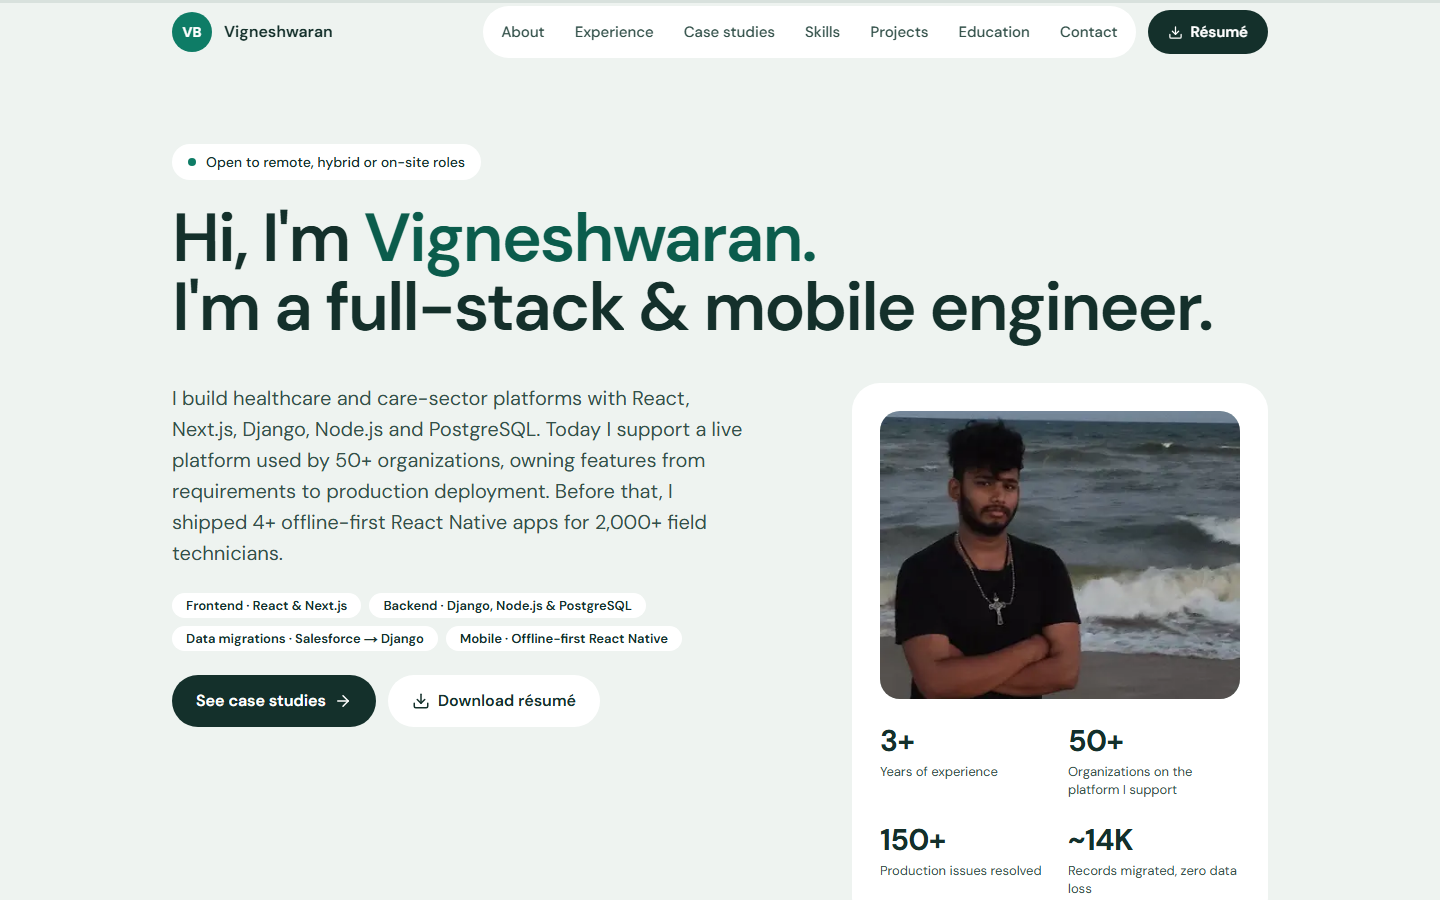 VB
Vigneshwaran
About
Experience
Case studies
Skills
Projects
Education
Contact
Résumé
Open to remote, hybrid or on-site roles
Hi, I'm Vigneshwaran.
I'm a full-stack & mobile engineer.
I build healthcare and care-sector platforms with React,
Next.js, Django, Node.js and PostgreSQL. Today I support a live
platform used by 50+ organizations, owning features from
requirements to production deployment. Before that, I
shipped 4+ offline-first React Native apps for 2,000+ field
technicians.
Frontend · React & Next.js
Backend · Django, Node.js & PostgreSQL
Data migrations · Salesforce → Django
Mobile · Offline-first React Native
See case studies →
Download résumé
3+
Years of experience
50+
Organizations on the
platform I support
150+
Production issues resolved
~14K
Records migrated, zero data
loss